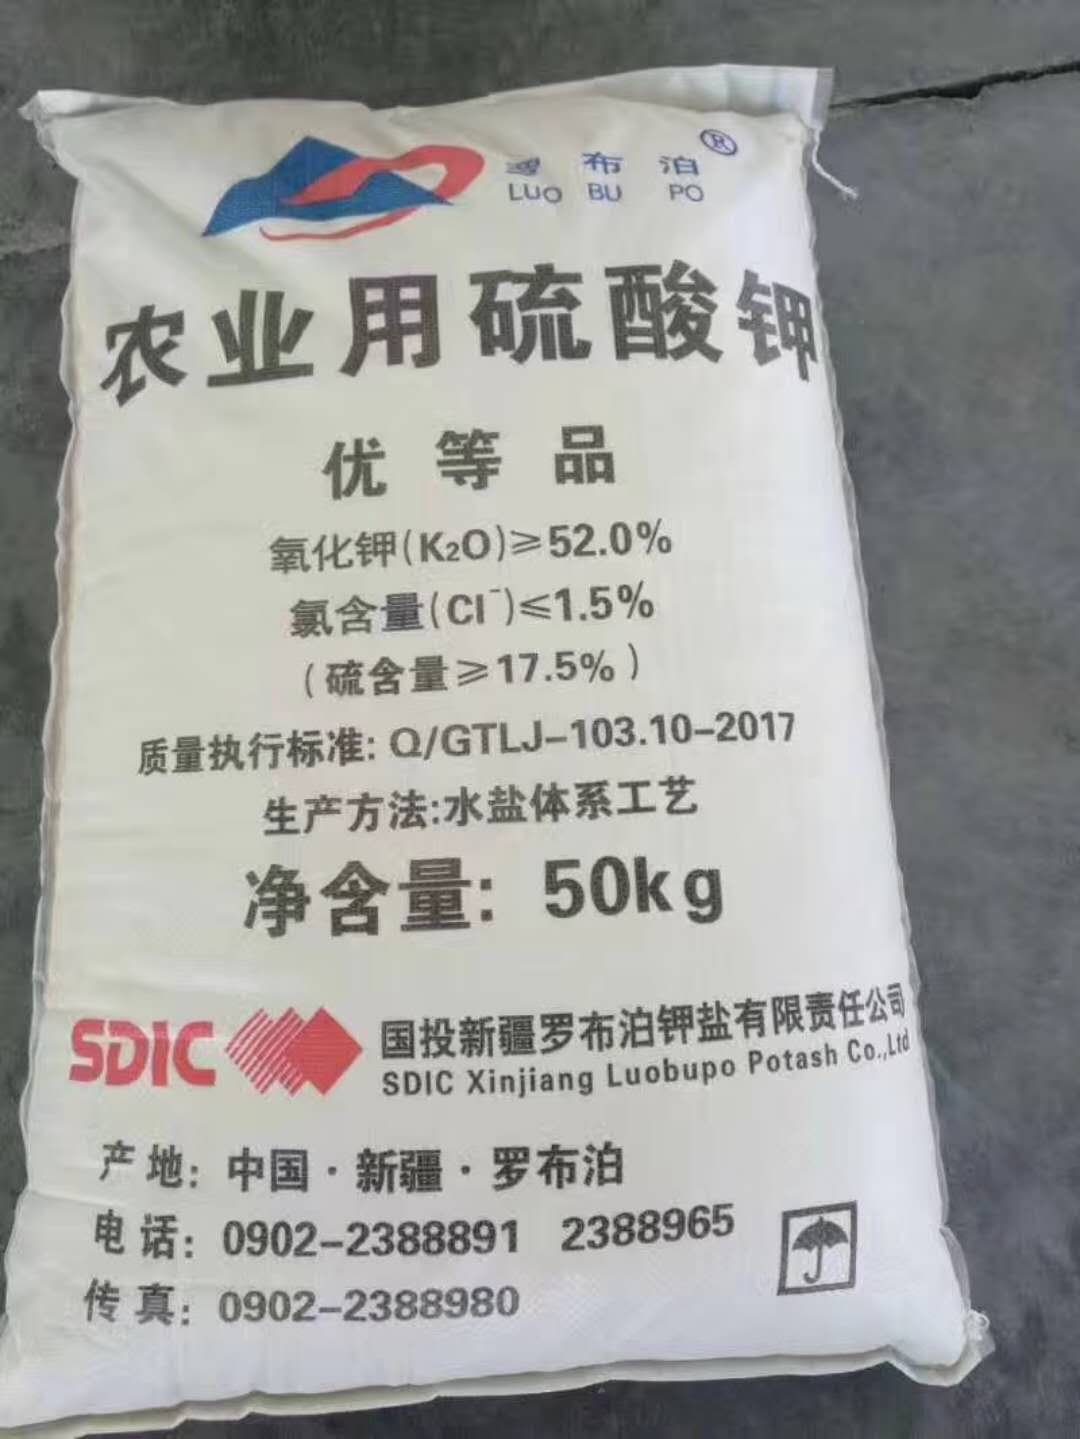 罗布泊®
LUO BU PO
农业用硫酸钾
优等品
氧化钾(K₂O)≥52.0%
氯含量(Cl⁻)≤1.5%
(硫含量≥17.5%)
质量执行标准: Q/GTLJ-103.10-2017
生产方法:水盐体系工艺
净含量: 50kg
SDIC 国投新疆罗布泊钾盐有限责任公司
SDIC Xinjiang Luobupo Potash Co.,Ltd
产地: 中国·新疆·罗布泊
电话: 0902-2388891 2388965
传真: 0902-2388980